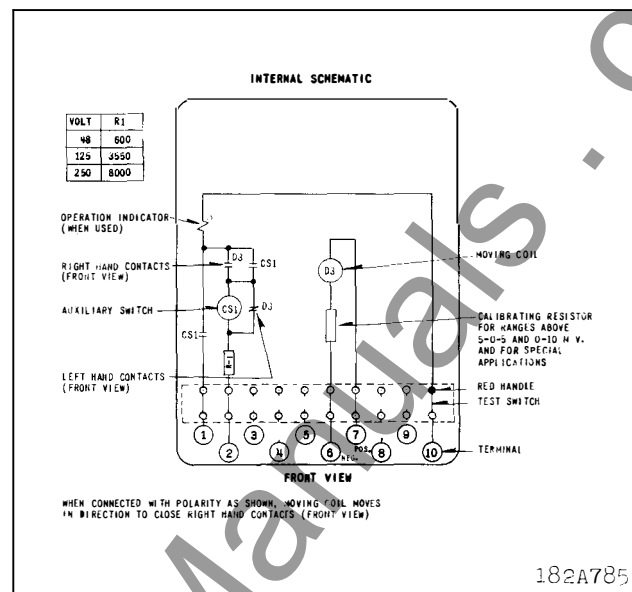 INTERNAL SCHEMATIC
VOLT R1
48 600
125 3550
250 8000
OPERATION INDICATOR
(WHEN USED)
RIGHT HAND CONTACTS
(FRONT VIEW)
AUXILIARY SWITCH
CS1
LEFT HAND CONTACTS
(FRONT VIEW)
D3
CS1
CS1
D3
R-1
D3
MOVING COIL
CALIBRATING RESISTOR
FOR RANGES ABOVE
5-0-5 AND 0-10 M V.
AND FOR SPECIAL
APPLICATIONS
RED HANDLE
TEST SWITCH
TERMINAL
1 3 5 7 9
2 4 6 8 10
NEG. POS.
FRONT VIEW
WHEN CONNECTED WITH POLARITY AS SHOWN, MOVING COIL MOVES
IN DIRECTION TO CLOSE RIGHT HAND CONTACTS (FRONT VIEW)
182A785
Manuals.